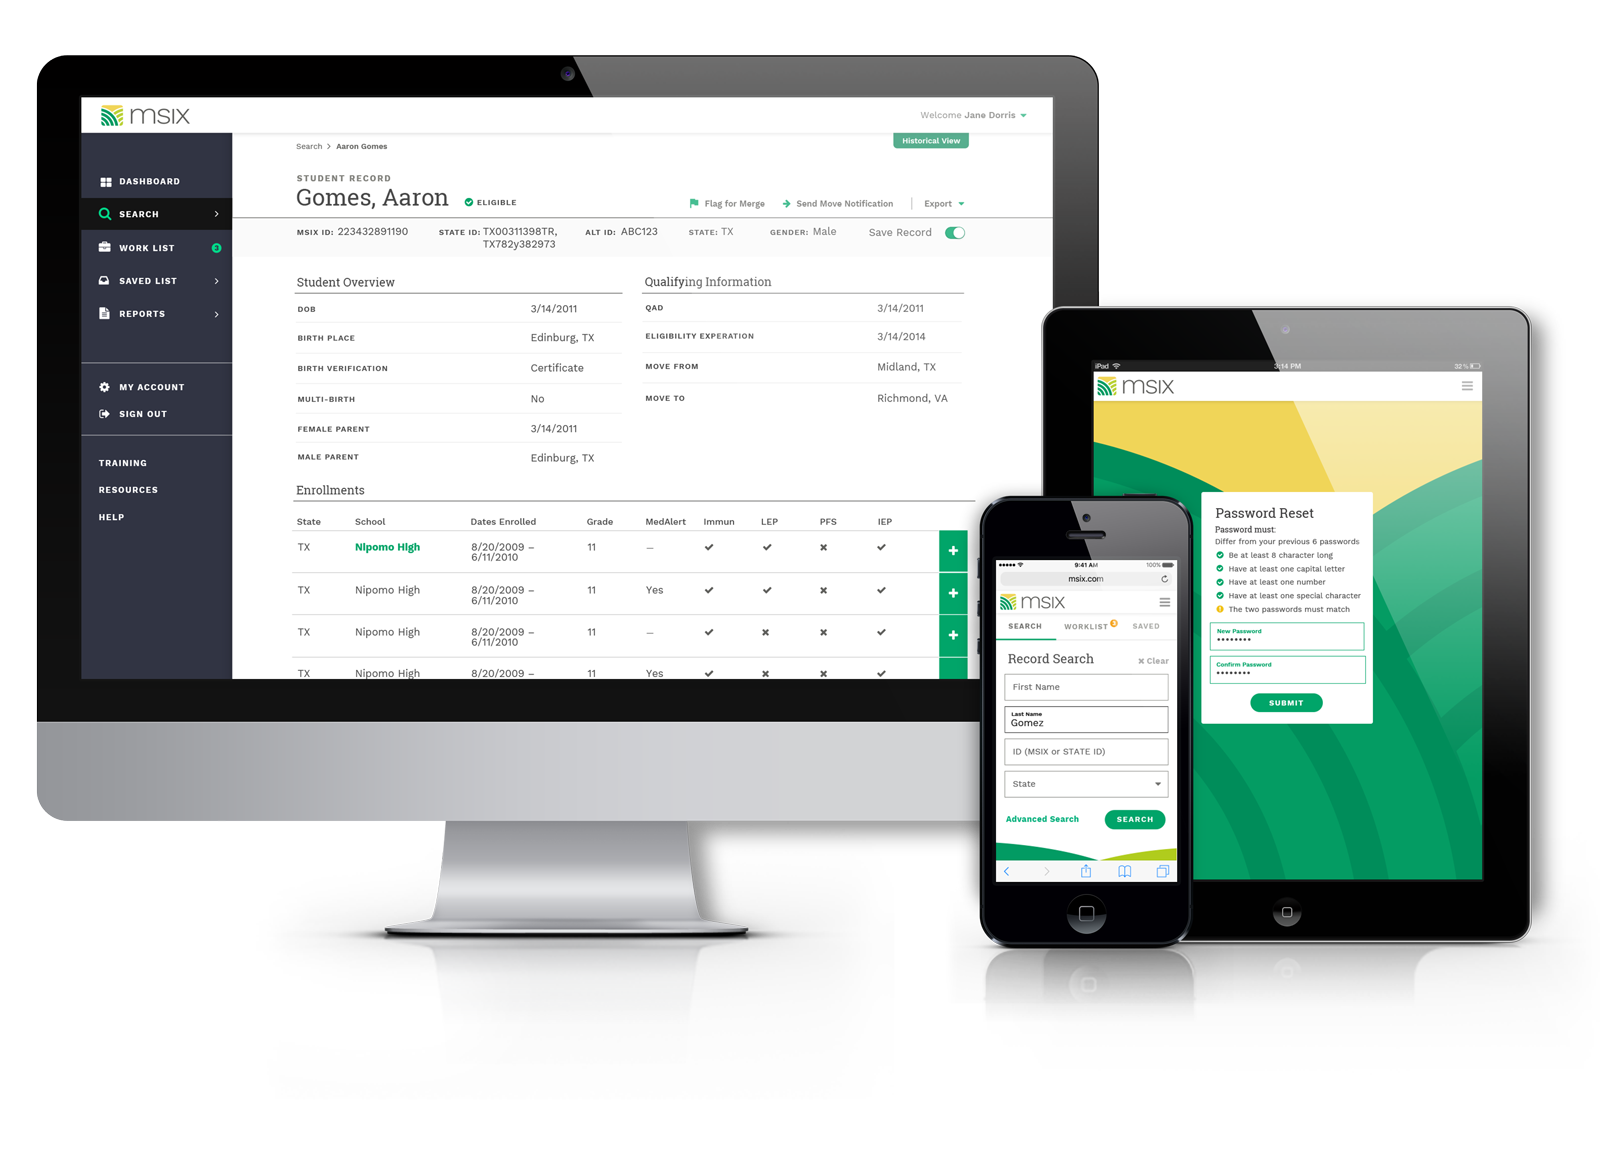 msix
Welcome Jane Dorris
Historical View
DASHBOARD
SEARCH
WORK LIST 3
SAVED LIST
REPORTS
MY ACCOUNT
SIGN OUT
TRAINING
RESOURCES
HELP
Search > Aaron Gomes
STUDENT RECORD
Gomes, Aaron ELIGIBLE
Flag for Merge Send Move Notification | Export
MSIX ID: 223432891190 STATE ID: TX00311398TR, ALT ID: ABC123 STATE: TX GENDER: Male Save Record
TX782y382973
Student Overview
DOB 3/14/2011
BIRTH PLACE Edinburg, TX
BIRTH VERIFICATION Certificate
MULTI-BIRTH No
FEMALE PARENT 3/14/2011
MALE PARENT Edinburg, TX
Qualifying Information
QAD 3/14/2011
ELIGIBILITY EXPERATION 3/14/2014
MOVE FROM Midland, TX
MOVE TO Richmond, VA
Enrollments
State School Dates Enrolled Grade MedAlert Immun LEP PFS IEP
TX Nipomo High 8/20/2009 – 11 – ✔ ✔ ✖ ✔ +
6/11/2010
TX Nipomo High 8/20/2009 – 11 Yes ✔ ✔ ✖ ✔ +
6/11/2010
TX Nipomo High 8/20/2009 – 11 – ✔ ✖ ✖ ✔ +
6/11/2010
TX Nipomo High 8/20/2009 – 11 Yes ✔ ✖ ✖ ✔
9:41 AM 100%
msix.com
msix
SEARCH WORKLIST 3 SAVED
Record Search ✖ Clear
First Name
Last Name
Gomez
ID (MSIX or STATE ID)
State
Advanced Search SEARCH
iPad 3:14 PM 32%
msix
Password Reset
Password must:
Differ from your previous 6 passwords
Be at least 8 character long
Have at least one capital letter
Have at least one number
Have at least one special character
The two passwords must match
New Password
••••••••
Confirm Password
••••••••
SUBMIT